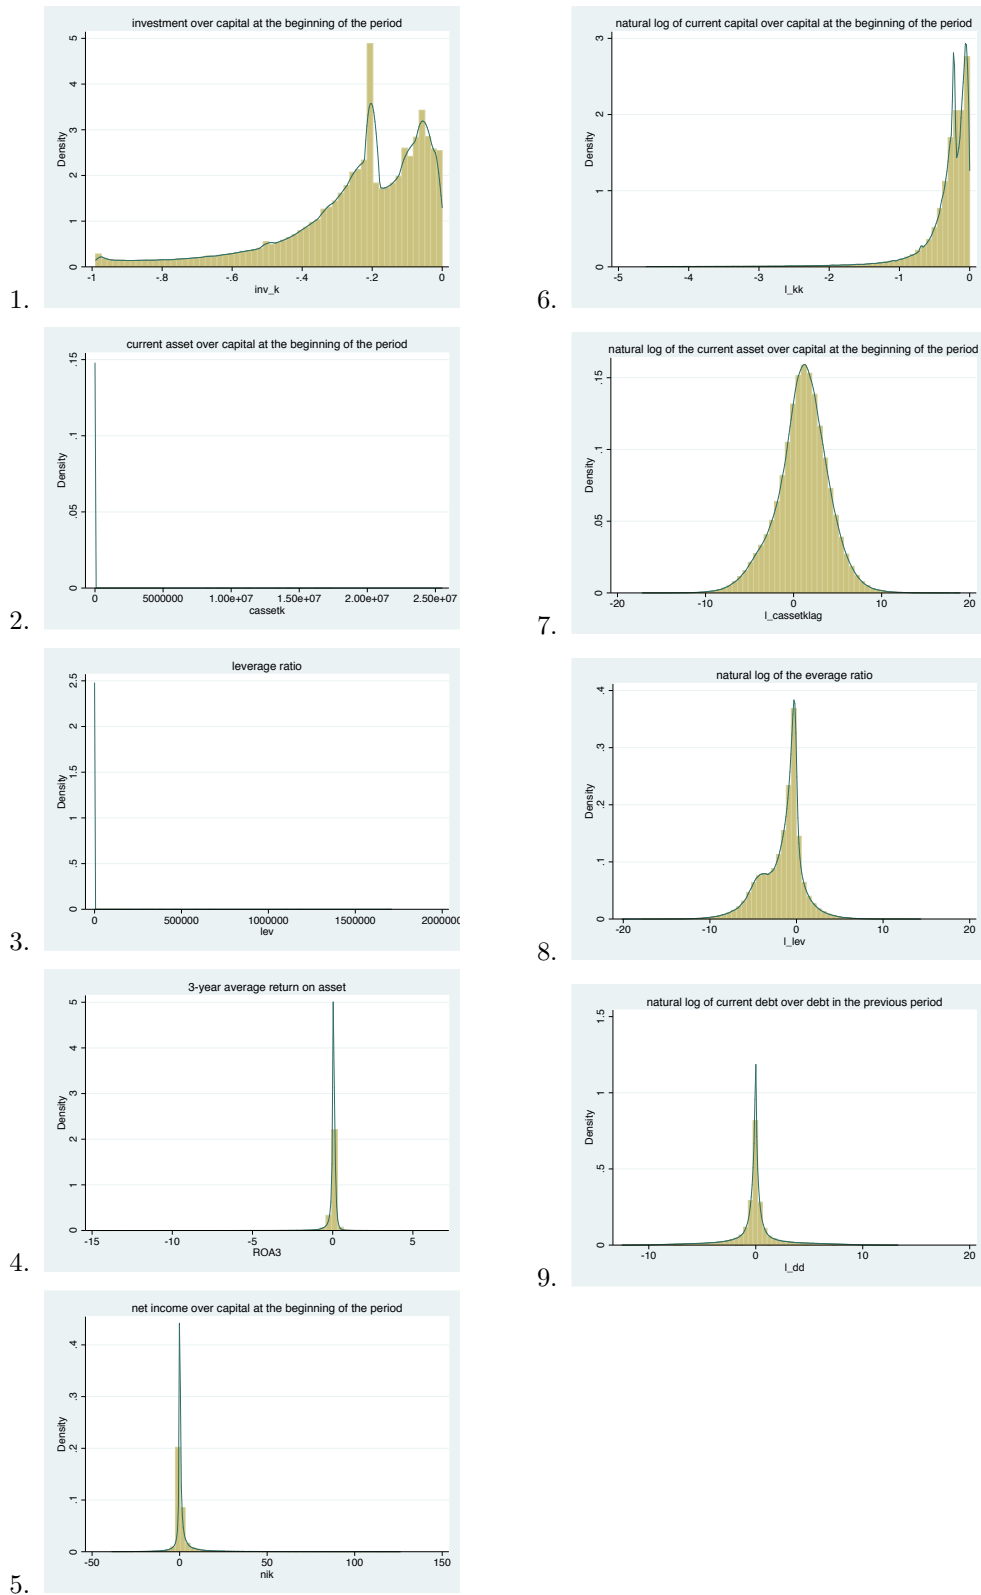 investment over capital at the beginning of the period
Density
0 1 2 3 4 5
-1 -.8 -.6 -.4 -.2 0
inv_k
1.
current asset over capital at the beginning of the period
Density
0 .05 .1 .15
0 5000000 1.00e+07 1.50e+07 2.00e+07 2.50e+07
cassetk
2.
leverage ratio
Density
0 .5 1 1.5 2 2.5
0 500000 1000000 1500000 2000000
lev
3.
3-year average return on asset
Density
0 1 2 3 4 5
-15 -10 -5 0 5
ROA3
4.
net income over capital at the beginning of the period
Density
0 .1 .2 .3 .4
-50 0 50 100 150
nik
5.
natural log of current capital over capital at the beginning of the period
Density
0 1 2 3
-5 -4 -3 -2 -1 0
l_kk
6.
natural log of the current asset over capital at the beginning of the period
Density
0 .05 .1 .15
-20 -10 0 10 20
l_cassetklag
7.
natural log of the everage ratio
Density
0 .1 .2 .3 .4
-20 -10 0 10 20
l_lev
8.
natural log of current debt over debt in the previous period
Density
0 .5 1 1.5
-10 0 10 20
l_dd
9.